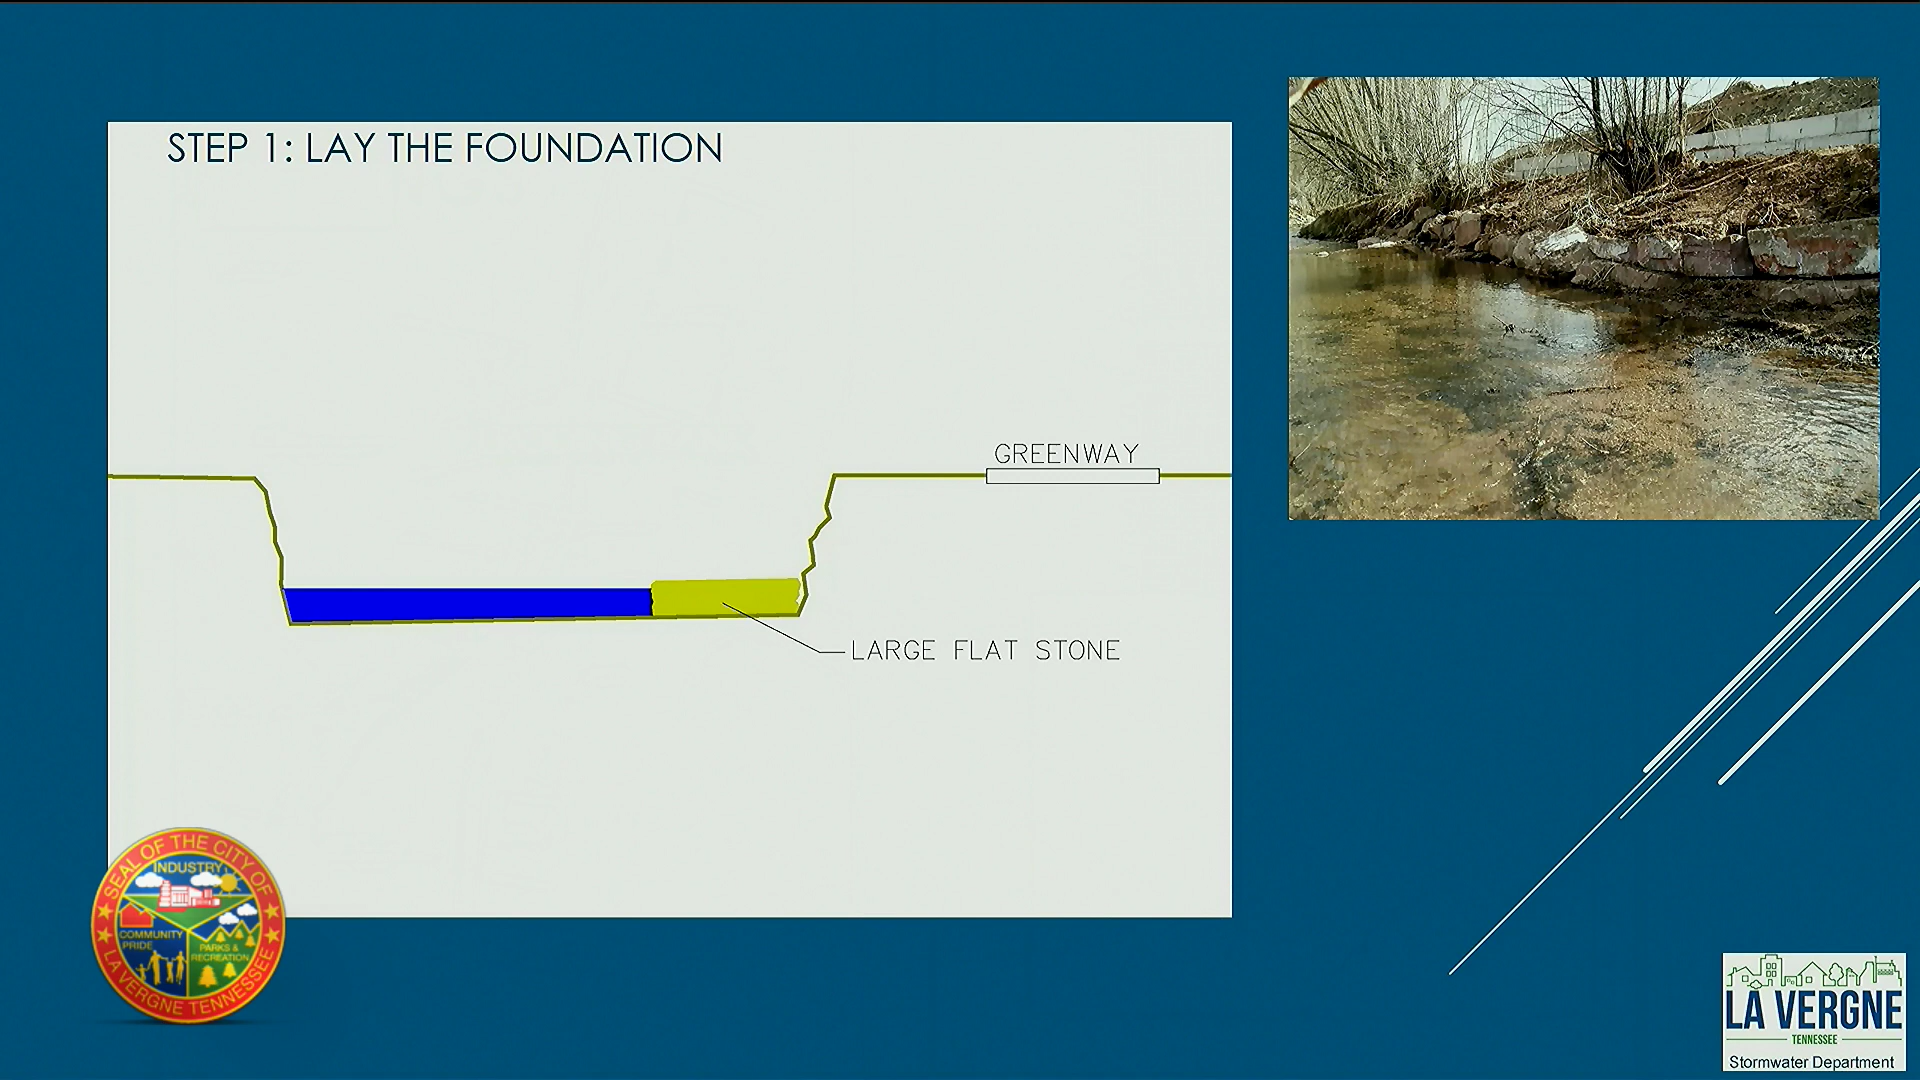 STEP 1: LAY THE FOUNDATION
GREENWAY
LARGE FLAT STONE
SEAL OF THE CITY OF
LA VERGNE TENNESSEE
INDUSTRY
COMMUNITY
PRIDE
PARKS &
RECREATION
LA VERGNE
TENNESSEE
Stormwater Department